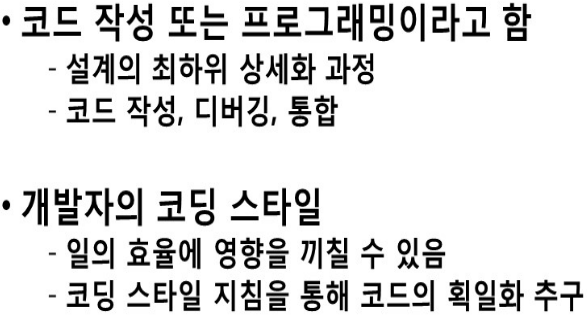 • 코드 작성 또는 프로그래밍이라고 함
- 설계의 최하위 상세화 과정
- 코드 작성, 디버깅, 통합
• 개발자의 코딩 스타일
- 일의 효율에 영향을 끼칠 수 있음
- 코딩 스타일 지침을 통해 코드의 획일화 추구